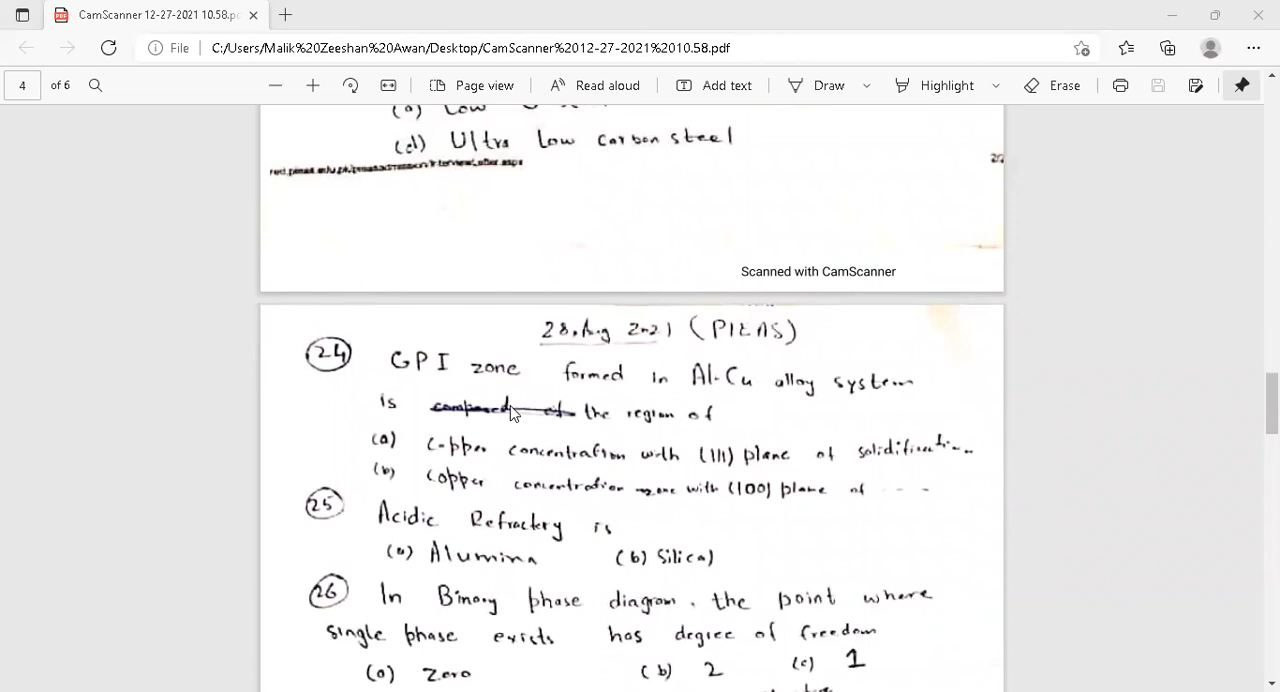 CamScanner 12-27-2021 10.58.p
File C:/Users/Malik%20Zeeshan%20Awan/Desktop/CamScanner%2012-27-2021%2010.58.pdf
4 of 6 Page view Read aloud Add text Draw Highlight Erase
(d) Ultra Low carbon steel
2/2
Scanned with CamScanner
28, Aug 2021 (PIEAS)
24 GPI zone formed in Al-Cu alloy system
is the region of
(a) Copper concentration with (111) plane of
(b) Copper concentration with (100) plane of - - - -
25 Acidic Refractory is
(a) Alumina (b) Silica)
26 In Binary phase diagram, the point where
single phase exists has degree of freedom
(a) Zero (b) 2 (c) 1